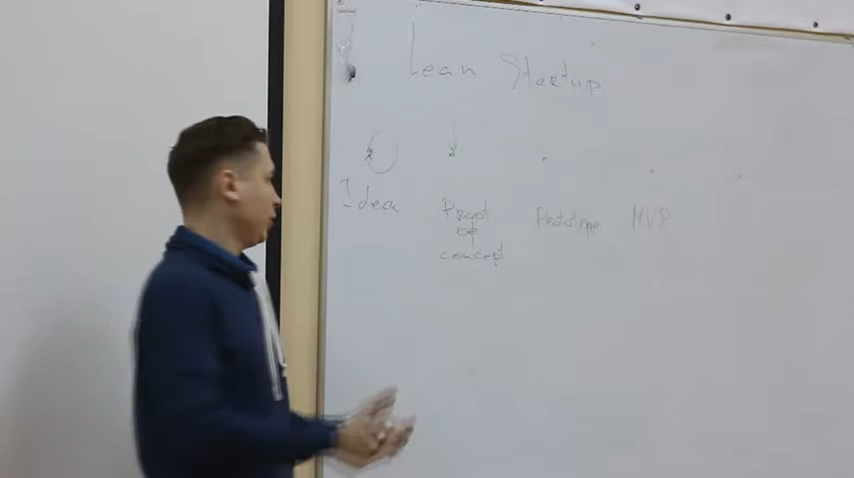 Lean Startup
Idea
Proof
of
concept
Prototype
MVP